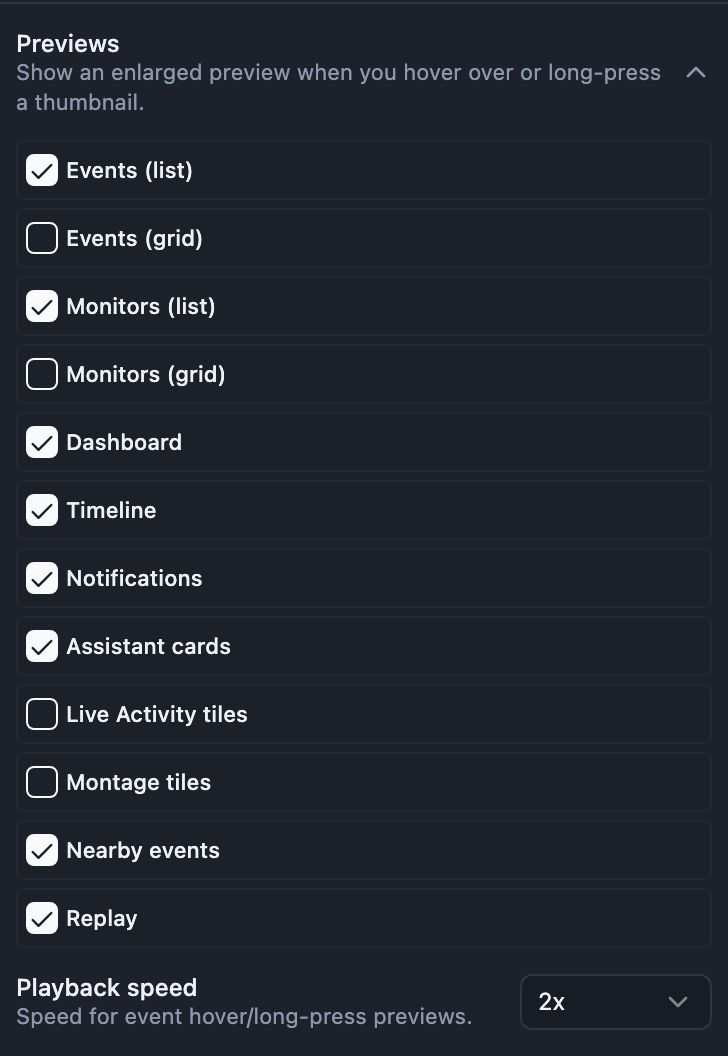 Previews
Show an enlarged preview when you hover over or long-press
a thumbnail.
Events (list)
Events (grid)
Monitors (list)
Monitors (grid)
Dashboard
Timeline
Notifications
Assistant cards
Live Activity tiles
Montage tiles
Nearby events
Replay
Playback speed
2x
Speed for event hover/long-press previews.